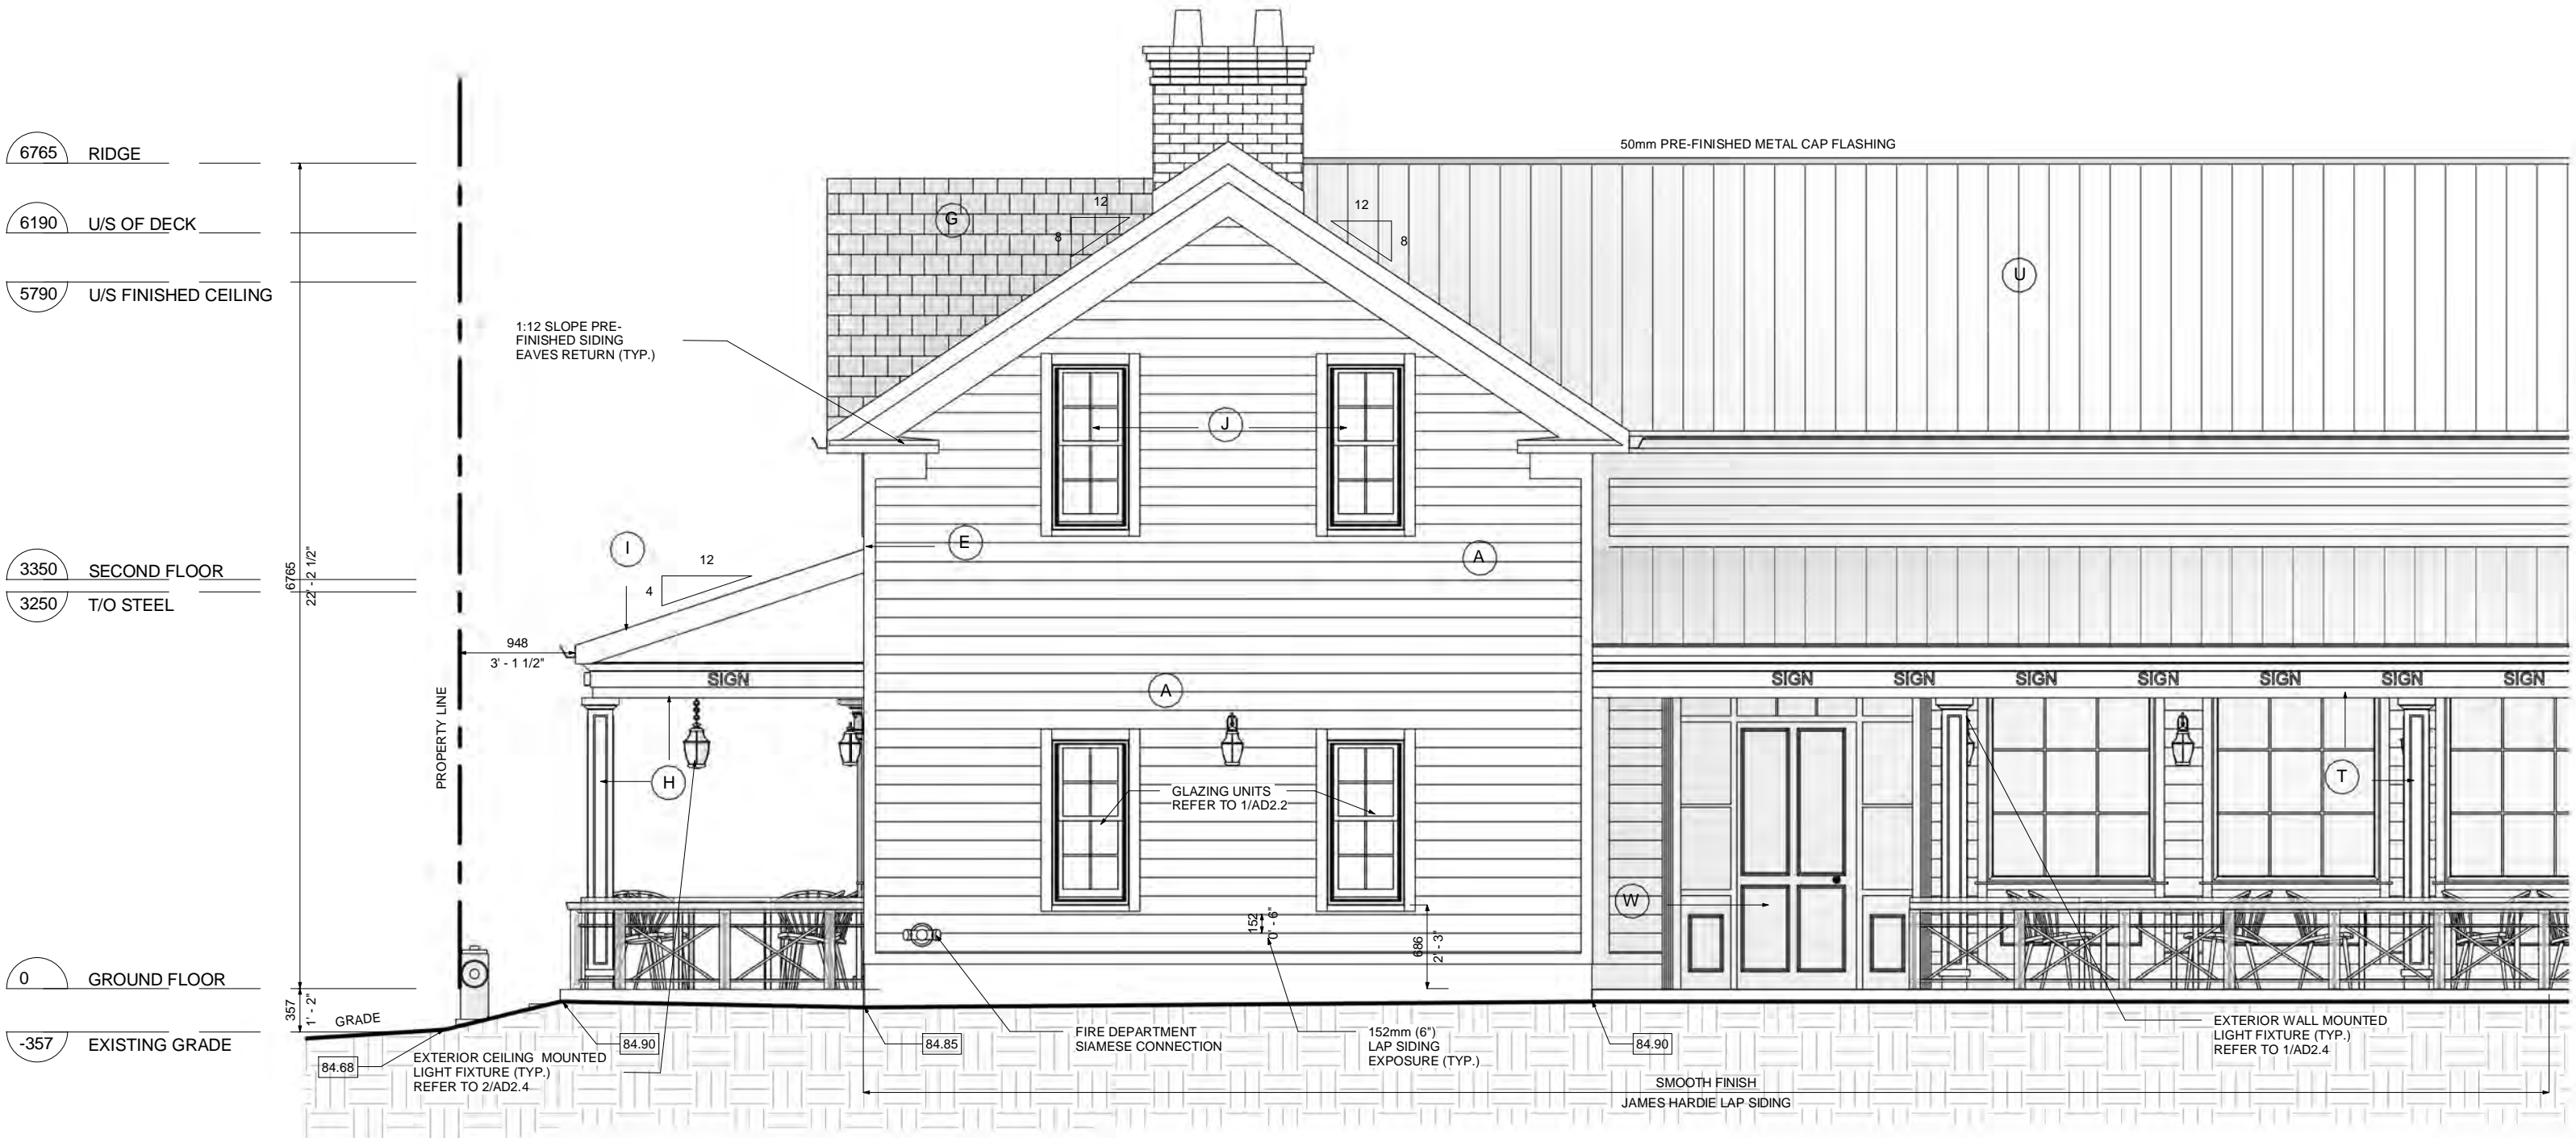 6765 RIDGE
6190 U/S OF DECK
5790 U/S FINISHED CEILING
3350 SECOND FLOOR
3250 T/O STEEL
0 GROUND FLOOR
-357 EXISTING GRADE
6765
22' - 2 1/2"
357
1' - 2"
GRADE
PROPERTY LINE
948
3' - 1 1/2"
1:12 SLOPE PRE-
FINISHED SIDING
EAVES RETURN (TYP.)
I
12
4
SIGN
H
G
12
8
12
8
50mm PRE-FINISHED METAL CAP FLASHING
U
J
E
A
A
GLAZING UNITS
REFER TO 1/AD2.2
152
0' - 6"
686
2' - 3"
SIGN SIGN SIGN SIGN SIGN SIGN SIGN
T
W
84.68
EXTERIOR CEILING MOUNTED
LIGHT FIXTURE (TYP.)
REFER TO 2/AD2.4
84.90
84.85
FIRE DEPARTMENT
SIAMESE CONNECTION
152mm (6")
LAP SIDING
EXPOSURE (TYP.)
84.90
EXTERIOR WALL MOUNTED
LIGHT FIXTURE (TYP.)
REFER TO 1/AD2.4
SMOOTH FINISH
JAMES HARDIE LAP SIDING